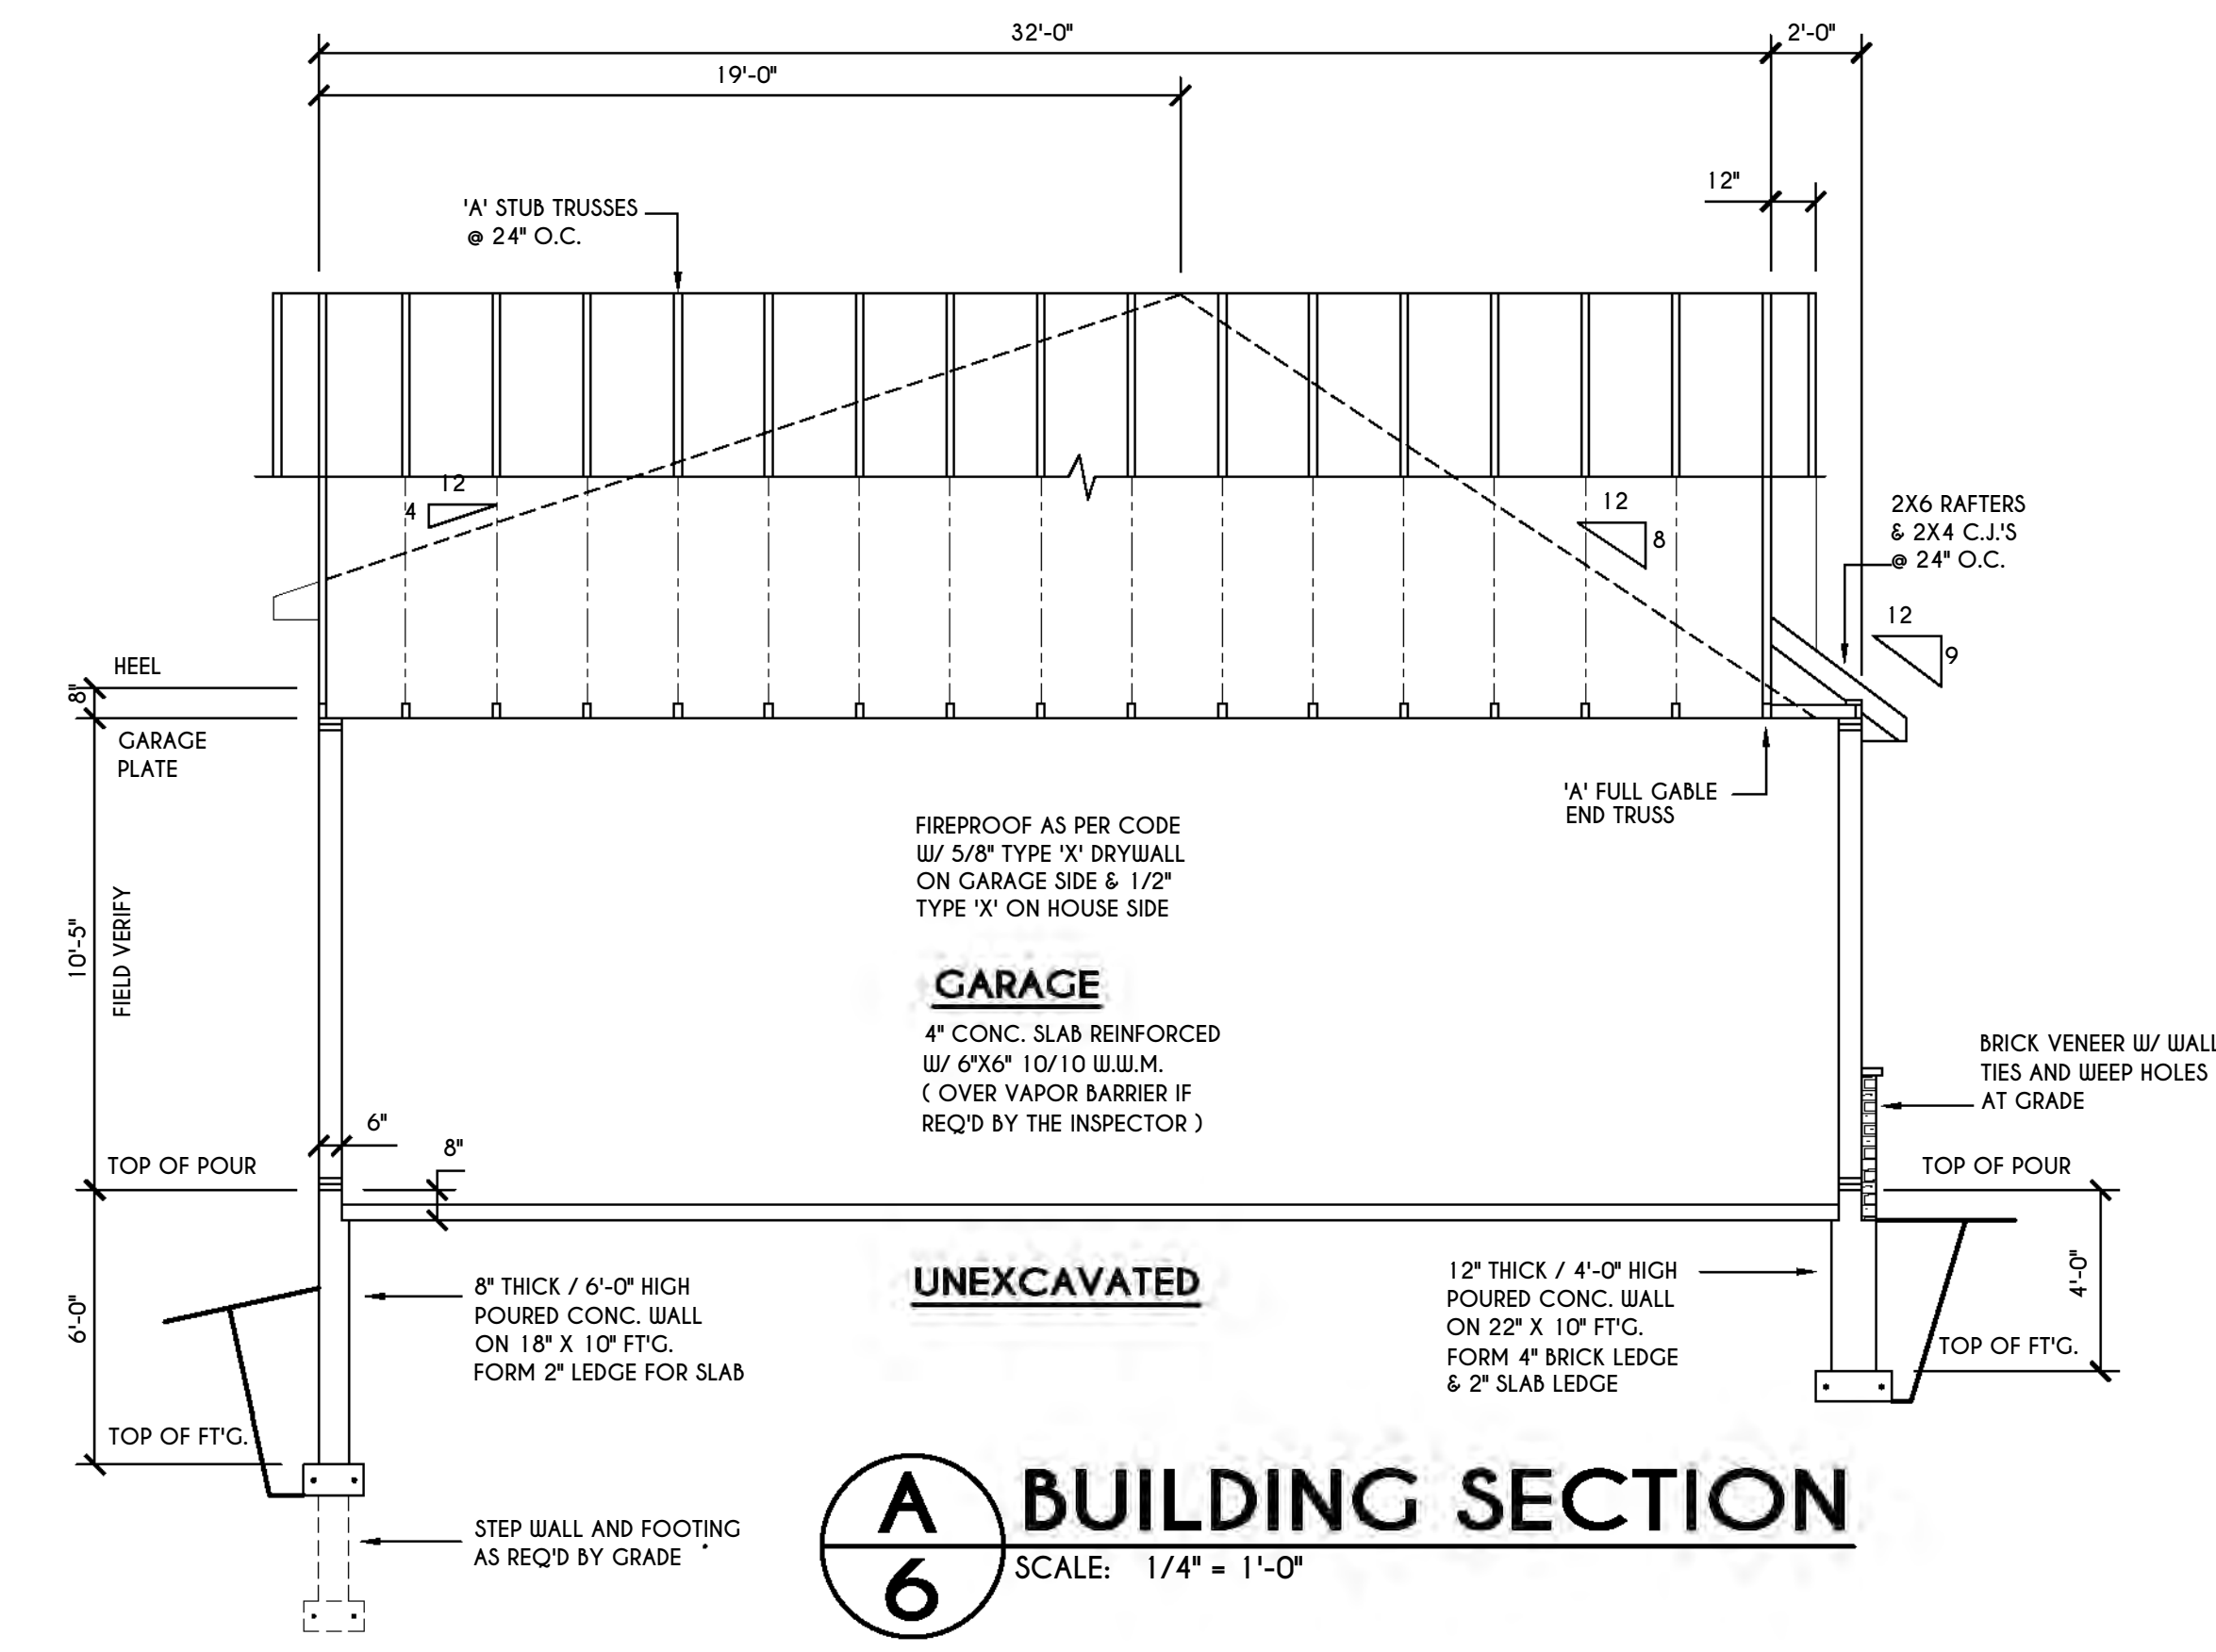 32'-0"
2'-0"
19'-0"
12"
'A' STUB TRUSSES
@ 24" O.C.
12
4
12
8
2X6 RAFTERS
& 2X4 C.J.'S
@ 24" O.C.
12
9
HEEL
8"
GARAGE
PLATE
'A' FULL GABLE
END TRUSS
FIREPROOF AS PER CODE
W/ 5/8" TYPE 'X' DRYWALL
ON GARAGE SIDE & 1/2"
TYPE 'X' ON HOUSE SIDE
10'-5"
FIELD VERIFY
GARAGE
4" CONC. SLAB REINFORCED
W/ 6"X6" 10/10 W.W.M.
( OVER VAPOR BARRIER IF
REQ'D BY THE INSPECTOR )
BRICK VENEER W/ WALL
TIES AND WEEP HOLES
AT GRADE
6"
8"
TOP OF POUR
TOP OF POUR
UNEXCAVATED
8" THICK / 6'-0" HIGH
POURED CONC. WALL
ON 18" X 10" FT'G.
FORM 2" LEDGE FOR SLAB
12" THICK / 4'-0" HIGH
POURED CONC. WALL
ON 22" X 10" FT'G.
FORM 4" BRICK LEDGE
& 2" SLAB LEDGE
6'-0"
4'-0"
TOP OF FT'G.
TOP OF FT'G.
STEP WALL AND FOOTING
AS REQ'D BY GRADE
A
6
BUILDING SECTION
SCALE: 1/4" = 1'-0"